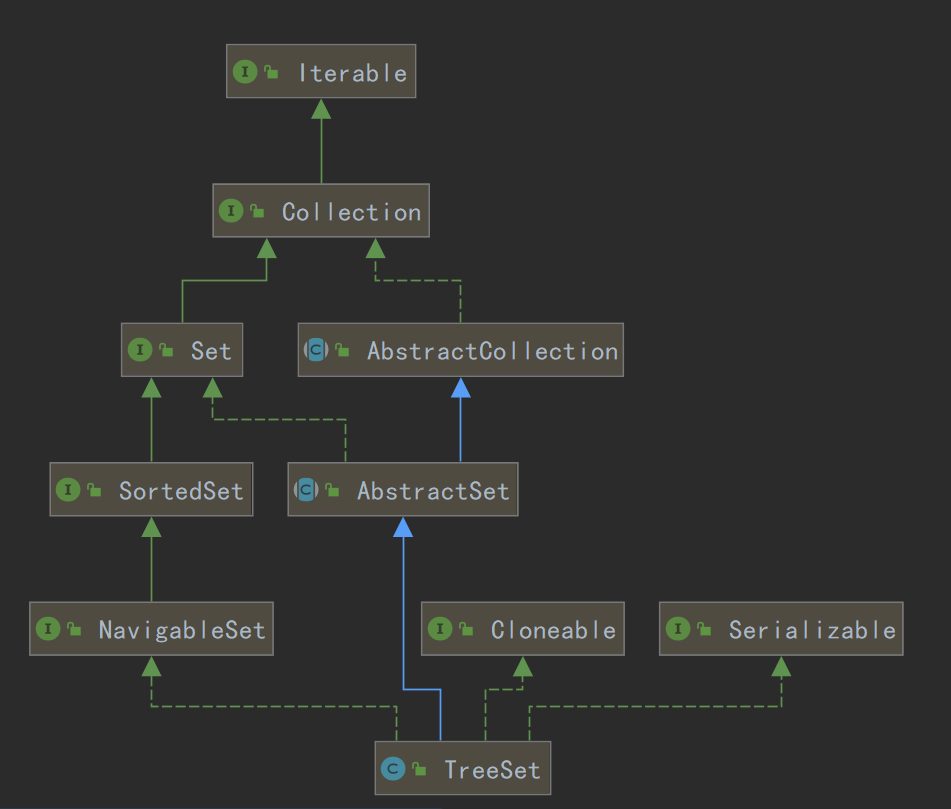 I Iterable
I Collection
I Set
C AbstractCollection
I SortedSet
C AbstractSet
I NavigableSet
I Cloneable
I Serializable
C TreeSet